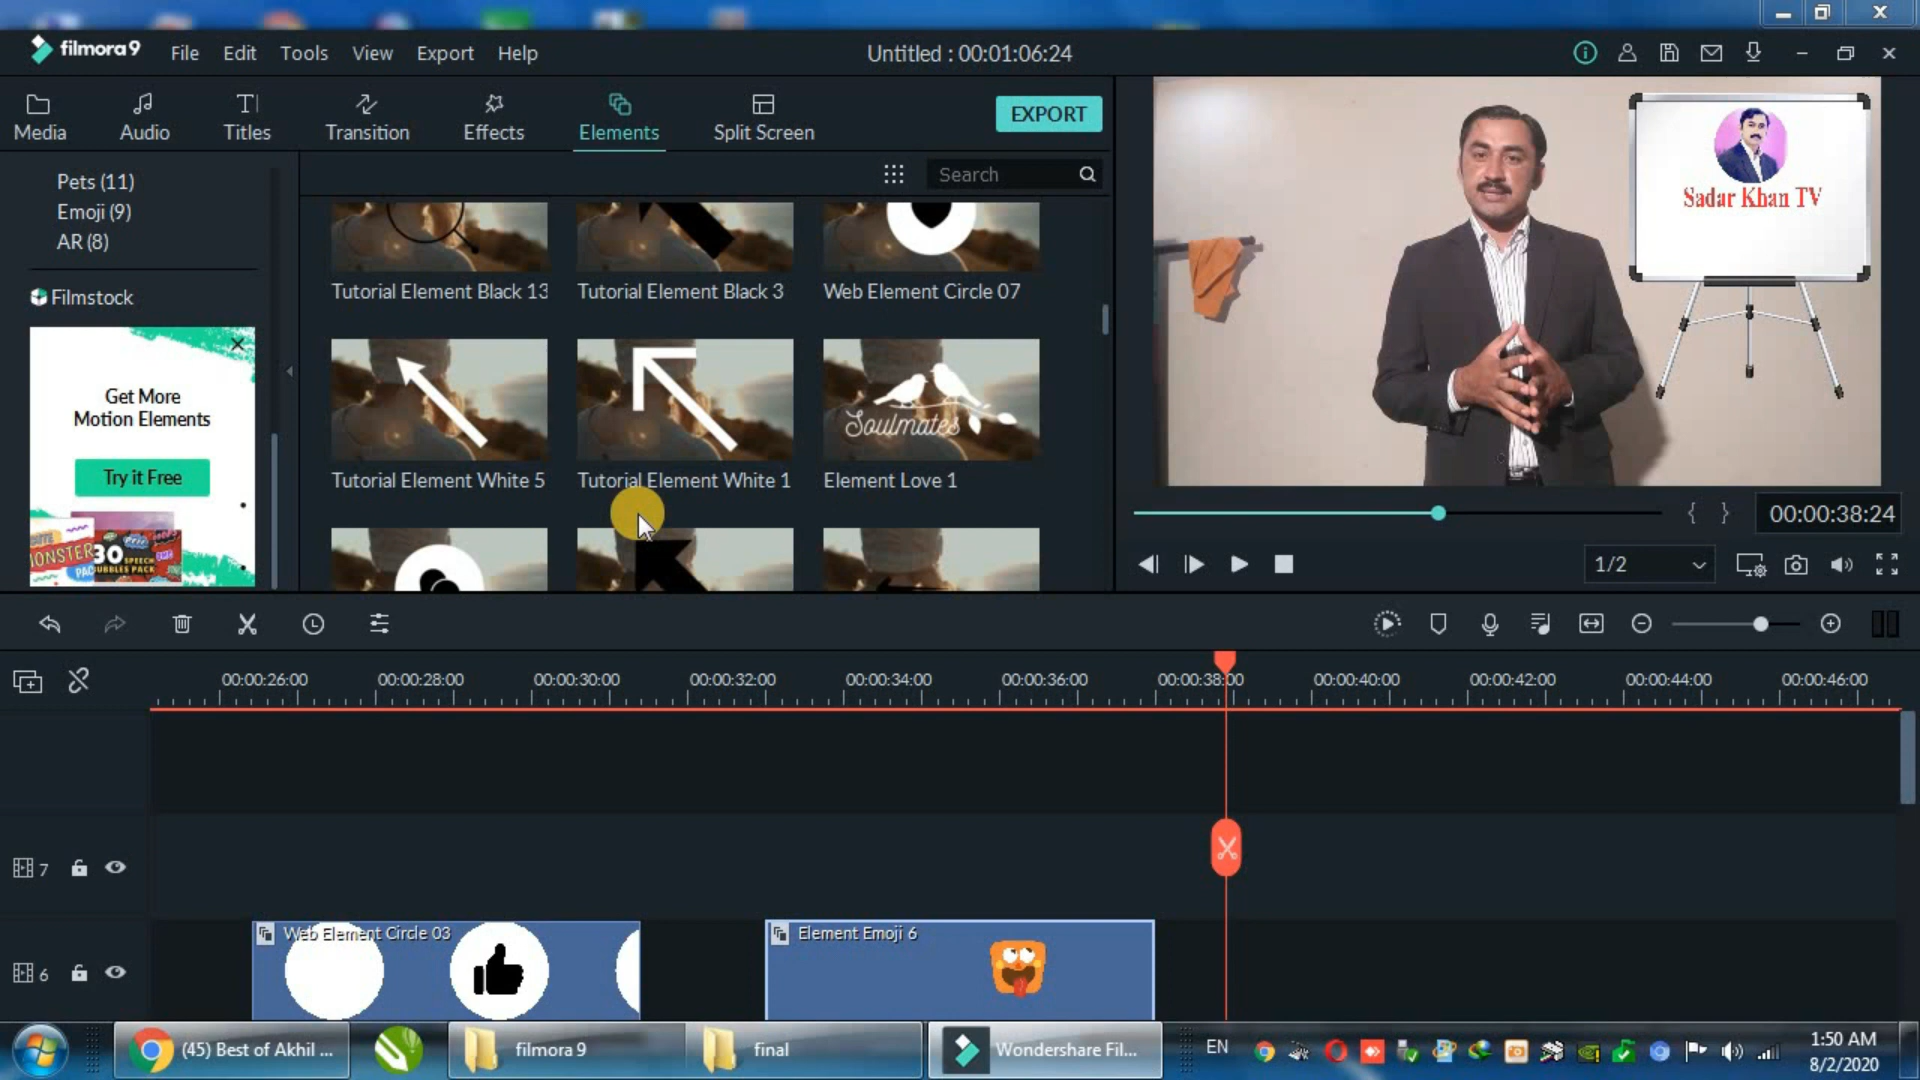 filmora9 File Edit Tools View Export Help Untitled : 00:01:06:24
Media Audio Titles Transition Effects Elements Split Screen EXPORT
Search
Pets (11)
Emoji (9)
AR (8)
Filmstock
Get More
Motion Elements
Try it Free
30 SPEECH
BUBBLES PACK
Tutorial Element Black 13 Tutorial Element Black 3 Web Element Circle 07
Soulmates
Tutorial Element White 5 Tutorial Element White 1 Element Love 1
Sadar Khan TV
{ } 00:00:38:24
1/2
00:00:26:00 00:00:28:00 00:00:30:00 00:00:32:00 00:00:34:00 00:00:36:00 00:00:38:00 00:00:40:00 00:00:42:00 00:00:44:00 00:00:46:00
7
Web Element Circle 03 Element Emoji 6
6
(45) Best of Akhil ... filmora 9 final Wondershare Fil... EN 1:50 AM
8/2/2020